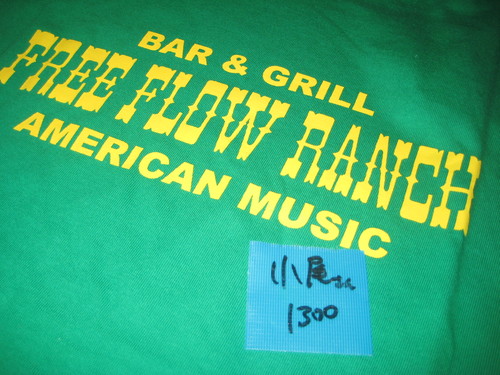 BAR & GRILL
FREE FLOW RANCH
AMERICAN MUSIC
小尾さん
1300